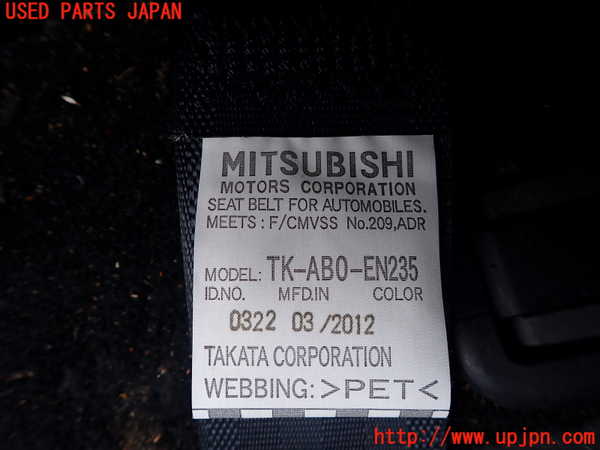 USED PARTS JAPAN
MITSUBISHI
MOTORS CORPORATION
SEAT BELT FOR AUTOMOBILES.
MEETS : F/CMVSS No.209,ADR
MODEL: TK-AB0-EN235
ID.NO. MFD.IN COLOR
0322 03/2012
TAKATA CORPORATION
WEBBING: >PET<
http://www.upjpn.com/